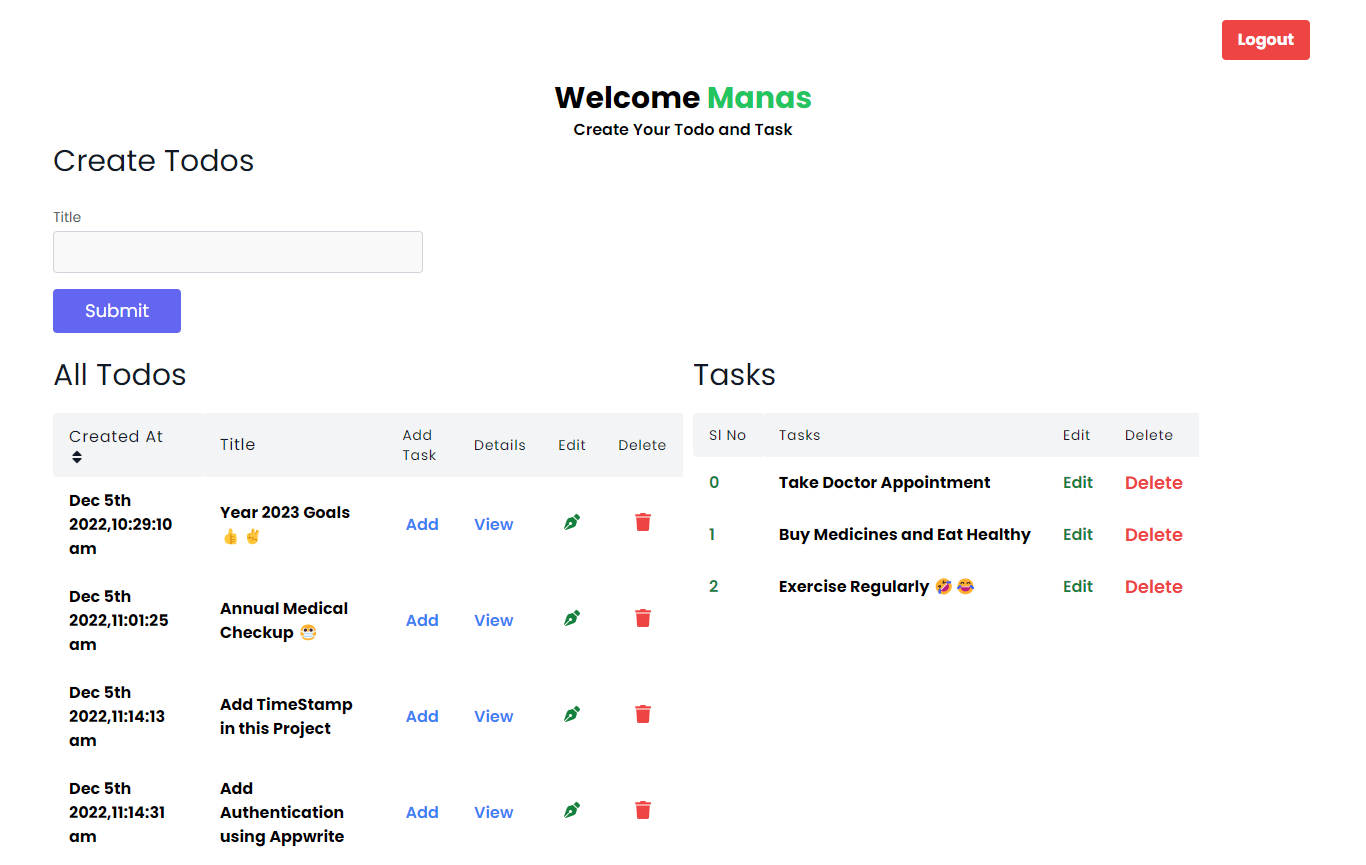 Logout
Welcome Manas
Create Your Todo and Task
Create Todos
Title
Submit
All Todos
Created At
Title
Add
Task
Details
Edit
Delete
Dec 5th
2022,10:29:10
am
Year 2023 Goals
👍 ✌️
Add
View
Dec 5th
2022,11:01:25
am
Annual Medical
Checkup 😷
Add
View
Dec 5th
2022,11:14:13
am
Add TimeStamp
in this Project
Add
View
Dec 5th
2022,11:14:31
am
Add
Authentication
using Appwrite
Add
View
Tasks
Sl No
Tasks
Edit
Delete
0
Take Doctor Appointment
Edit
Delete
1
Buy Medicines and Eat Healthy
Edit
Delete
2
Exercise Regularly 🤣 😂
Edit
Delete